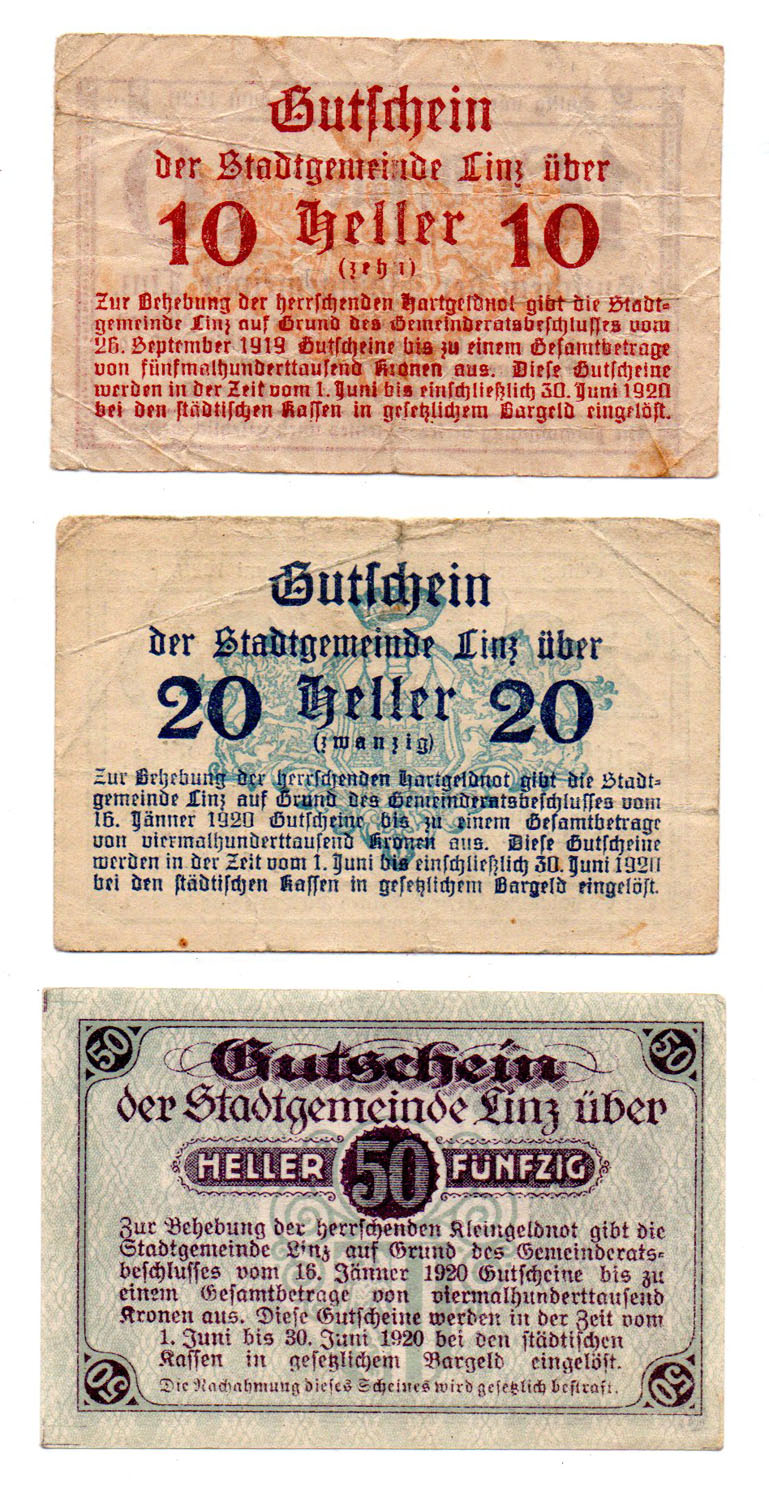 Gutschein
der Stadtgemeinde Linz über
10 Heller 10
(zehn)
Zur Behebung der herrschenden Hartgeldnot gibt die Stadt-
gemeinde Linz auf Grund des Gemeinderatsbeschlusses vom
26. September 1919 Gutscheine bis zu einem Gesamtbetrage
von fünfmalhunderttausend Kronen aus. Diese Gutscheine
werden in der Zeit vom 1. Juni bis einschließlich 30. Juni 1920
bei den städtischen Kassen in gesetzlichem Bargeld eingelöst.
Gutschein
der Stadtgemeinde Linz über
20 Heller 20
(zwanzig)
Zur Behebung der herrschenden Hartgeldnot gibt die Stadt-
gemeinde Linz auf Grund des Gemeinderatsbeschlusses vom
16. Jänner 1920 Gutscheine bis zu einem Gesamtbetrage
von viermalhunderttausend Kronen aus. Diese Gutscheine
werden in der Zeit vom 1. Juni bis einschließlich 30. Juni 1920
bei den städtischen Kassen in gesetzlichem Bargeld eingelöst.
50 50
Gutschein
der Stadtgemeinde Linz über
HELLER 50 FÜNFZIG
Zur Behebung der herrschenden Kleingeldnot gibt die
Stadtgemeinde Linz auf Grund des Gemeinderats-
beschlusses vom 16. Jänner 1920 Gutscheine bis zu
einem Gesamtbetrage von viermalhunderttausend
Kronen aus. Diese Gutscheine werden in der Zeit vom
1. Juni bis 30. Juni 1920 bei den städtischen
Kassen in gesetzlichem Bargeld eingelöst.
Die Nachahmung dieses Scheines wird gesetzlich bestraft.
50 50